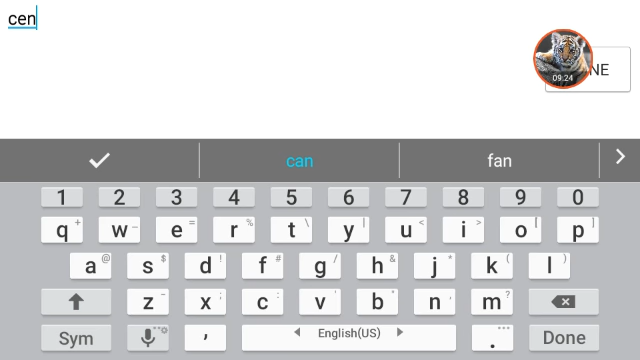 cen
NE
09:24
can fan
1 2 3 4 5 6 7 8 9 0
q + w _ e = r % t \ y | u < i > o [ p ]
a @ s $ d ! f # g / h & j * k ( l )
z - x ; c : v ' b " n , m ?
Sym , English(US) . Done